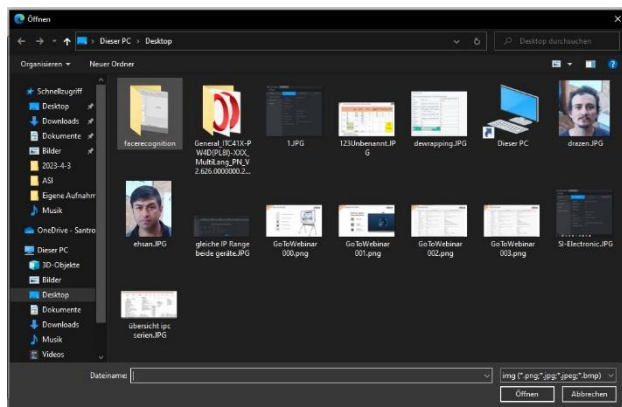 Öffnen
Dieser PC > Desktop
Desktop durchsuchen
Organisieren
Neuer Ordner
Schnellzugriff
Desktop
Downloads
Dokumente
Bilder
2023-4-3
ASI
Eigene Aufnahm
Musik
OneDrive - Santro
Dieser PC
3D-Objekte
Bilder
Desktop
Dokumente
Downloads
Musik
Videos
facerecognition
General_ITC41X-P
W4D(PL8)-XXX_
MultiLang_PN_V
2.626.0000000.2...
1.JPG
123Unbenannt.JP
G
dewrapping.JPG
Dieser PC
drazen.JPG
ehsan.JPG
gleiche IP Range
beide geräte.JPG
GoToWebinar
000.png
GoToWebinar
001.png
GoToWebinar
002.png
GoToWebinar
003.png
SI-Electronic.JPG
übersicht ipc
serien.JPG
Dateiname:
img (*.png;*.jpg;*.jpeg;*.bmp)
Öffnen
Abbrechen